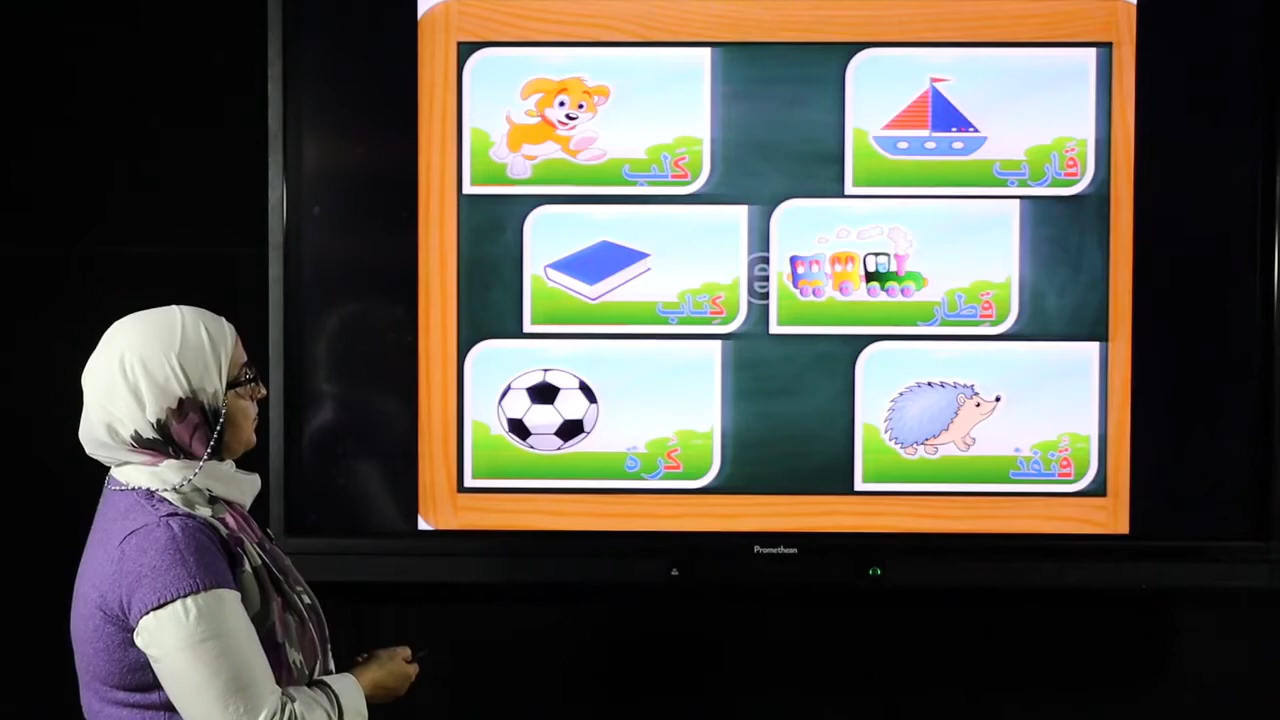 قَارب
كَلب
قِطار
كِتاب
قُنفذ
كُرة
Promethean